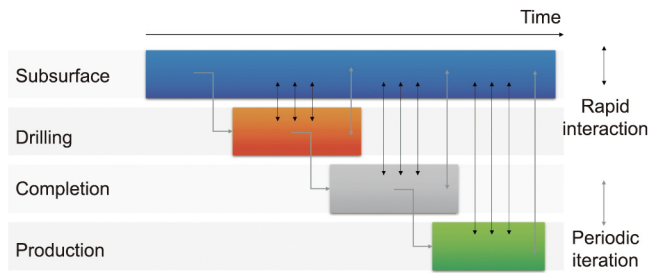 Time
Subsurface
Rapid
interaction
Drilling
Completion
Periodic
iteration
Production